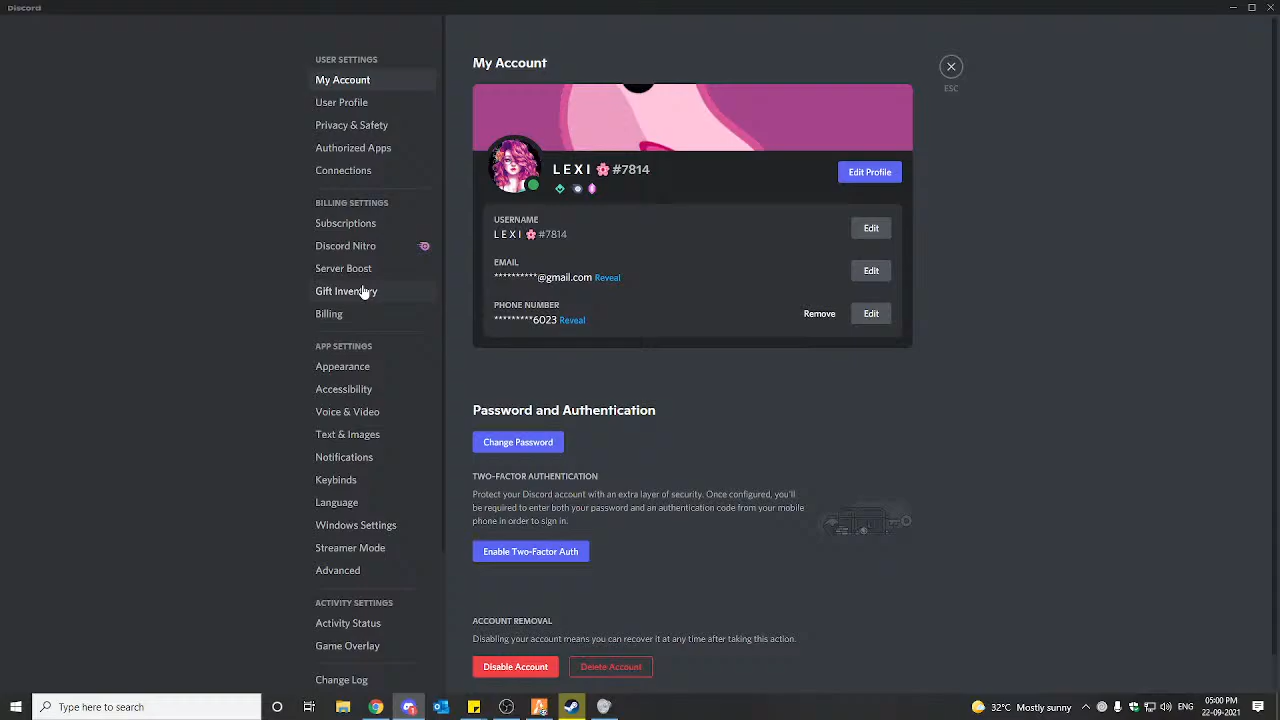 Discord
USER SETTINGS
My Account
User Profile
Privacy & Safety
Authorized Apps
Connections
BILLING SETTINGS
Subscriptions
Discord Nitro
Server Boost
Gift Inventory
Billing
APP SETTINGS
Appearance
Accessibility
Voice & Video
Text & Images
Notifications
Keybinds
Language
Windows Settings
Streamer Mode
Advanced
ACTIVITY SETTINGS
Activity Status
Game Overlay
Change Log
My Account
ESC
L E X I 🌸 #7814
Edit Profile
USERNAME
L E X I 🌸 #7814
Edit
EMAIL
**********@gmail.com Reveal
Edit
PHONE NUMBER
*********6023 Reveal
Remove
Edit
Password and Authentication
Change Password
TWO-FACTOR AUTHENTICATION
Protect your Discord account with an extra layer of security. Once configured, you'll
be required to enter both your password and an authentication code from your mobile
phone in order to sign in.
Enable Two-Factor Auth
ACCOUNT REMOVAL
Disabling your account means you can recover it at any time after taking this action.
Disable Account
Delete Account
Type here to search
32°C Mostly sunny
ENG
05:00 PM
22-09-2021